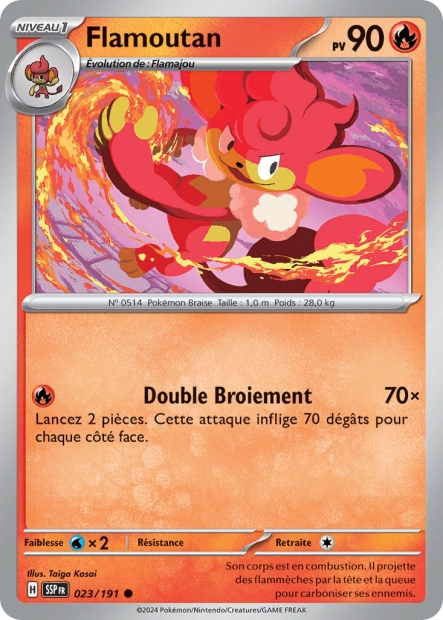 NIVEAU 1
Flamoutan
PV 90
Évolution de : Flamajou
N° 0514 Pokémon Braise Taille : 1,0 m Poids : 28,0 kg
Double Broiement 70×
Lancez 2 pièces. Cette attaque inflige 70 dégâts pour
chaque côté face.
Faiblesse ×2 Résistance Retraite
Illus. Taiga Kasai
Son corps est en combustion. Il projette
des flammèches par la tête et la queue
pour carboniser ses ennemis.
H SSP FR 023/191
©2024 Pokémon/Nintendo/Creatures/GAME FREAK